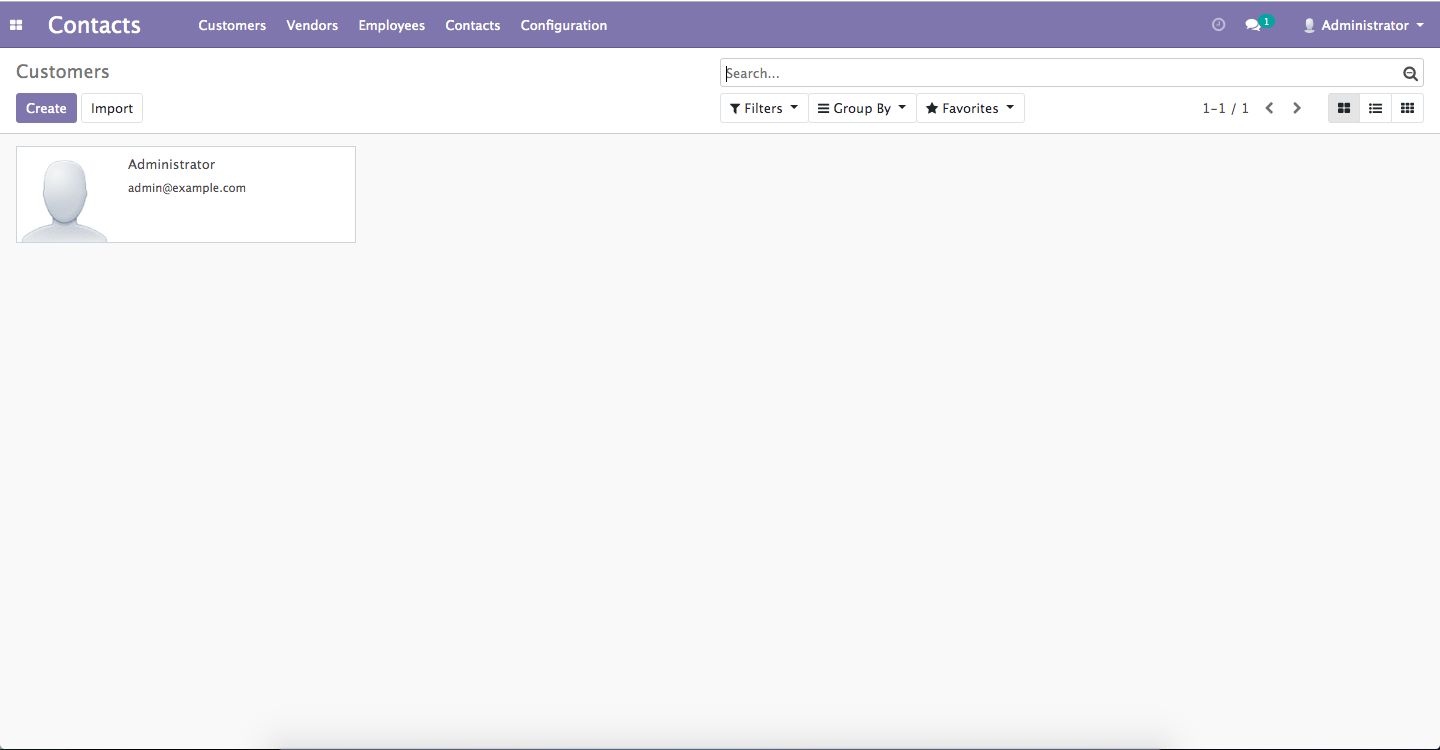 Contacts Customers Vendors Employees Contacts Configuration 1 Administrator
Customers
Search...
Create Import Filters Group By Favorites 1-1 / 1
Administrator
admin@example.com